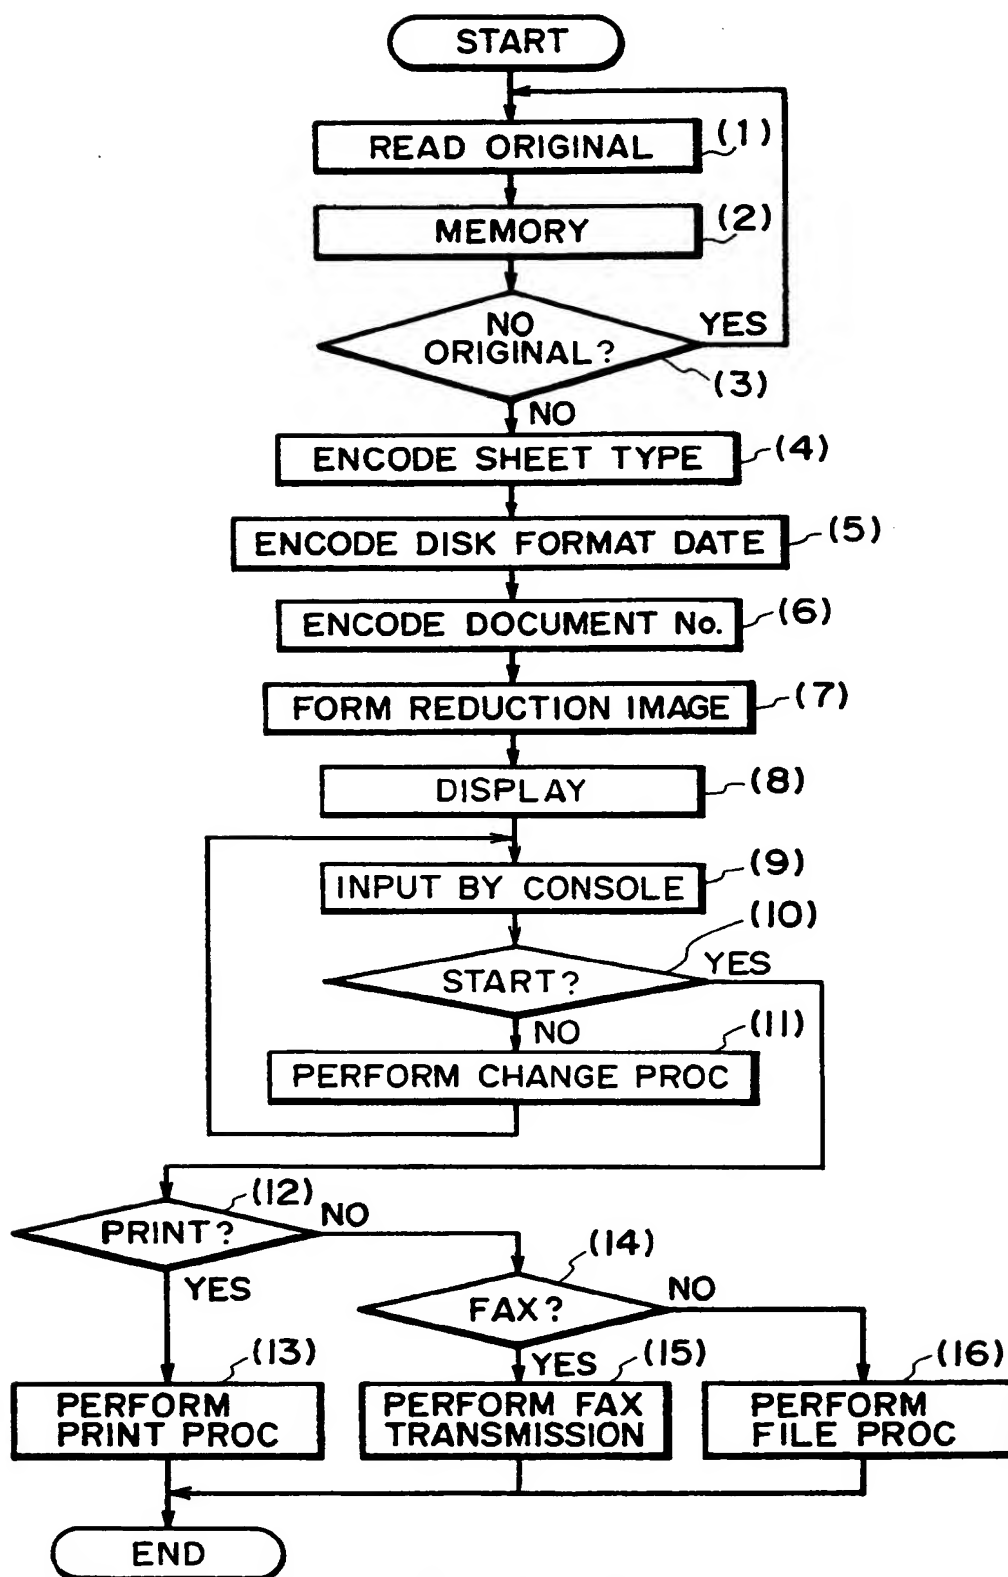 START
READ ORIGINAL
(1)
MEMORY
(2)
NO
ORIGINAL?
YES
(3)
NO
ENCODE SHEET TYPE
(4)
ENCODE DISK FORMAT DATE
(5)
ENCODE DOCUMENT No.
(6)
FORM REDUCTION IMAGE
(7)
DISPLAY
(8)
INPUT BY CONSOLE
(9)
START?
(10)
YES
NO
PERFORM CHANGE PROC
(11)
PRINT?
(12)
NO
YES
FAX?
(14)
NO
YES
PERFORM
PRINT PROC
(13)
PERFORM FAX
TRANSMISSION
(15)
PERFORM
FILE PROC
(16)
END